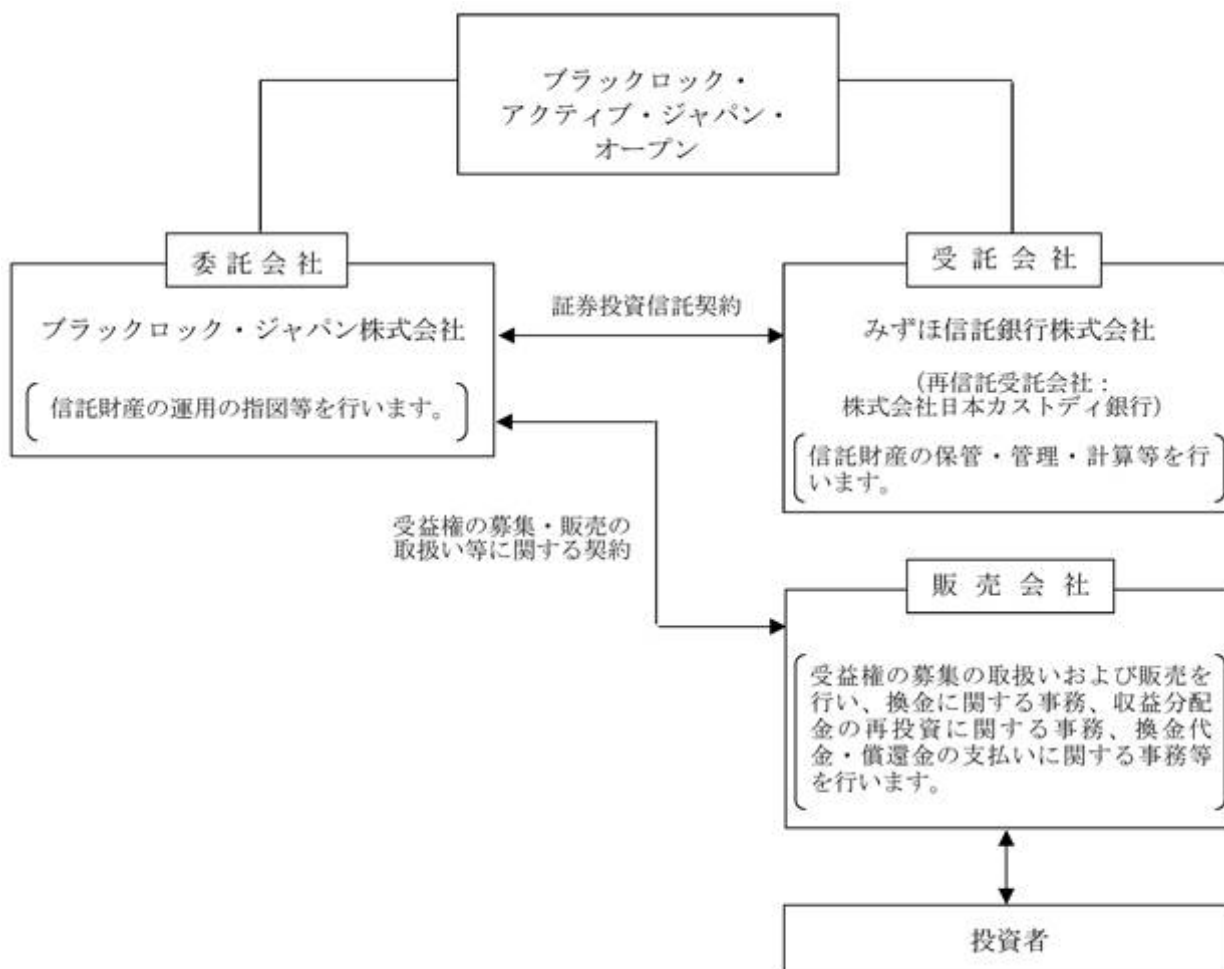 ブラックロック・
アクティブ・ジャパン・
オープン
委託会社
ブラックロック・ジャパン株式会社
信託財産の運用の指図等を行います。
証券投資信託契約
受託会社
みずほ信託銀行株式会社
（再信託受託会社：
株式会社日本カストディ銀行）
信託財産の保管・管理・計算等を行
います。
受益権の募集・販売の
取扱い等に関する契約
販売会社
受益権の募集の取扱いおよび販売を
行い、換金に関する事務、収益分配
金の再投資に関する事務、換金代
金・償還金の支払いに関する事務等
を行います。
投資者